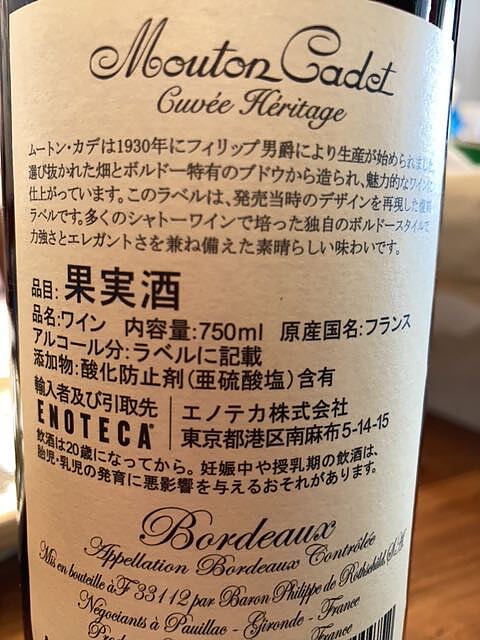 Mouton Cadet
Cuvée Héritage
ムートン・カデは1930年にフィリップ男爵により生産が始められまし
選び抜かれた畑とボルドー特有のブドウから造られ、魅力的なワインに
仕上がっています。このラベルは、発売当時のデザインを再現した復刻
ラベルです。多くのシャトーワインで培った独自のボルドースタイルで、
力強さとエレガントさを兼ね備えた素晴らしい味わいです。
品目:果実酒
品名:ワイン 内容量:750ml 原産国名:フランス
アルコール分:ラベルに記載
添加物:酸化防止剤(亜硫酸塩)含有
輸入者及び引取先
ENOTECA
エノテカ株式会社
東京都港区南麻布5-14-15
飲酒は20歳になってから。妊娠中や授乳期の飲酒は、
胎児・乳児の発育に悪影響を与えるおそれがあります。
Bordeaux
Appellation Bordeaux Contrôlée
Mis en bouteille à F 33112 par Baron Philippe de Rothschild, S.A.
Négociants à Pauillac - Gironde - France
France